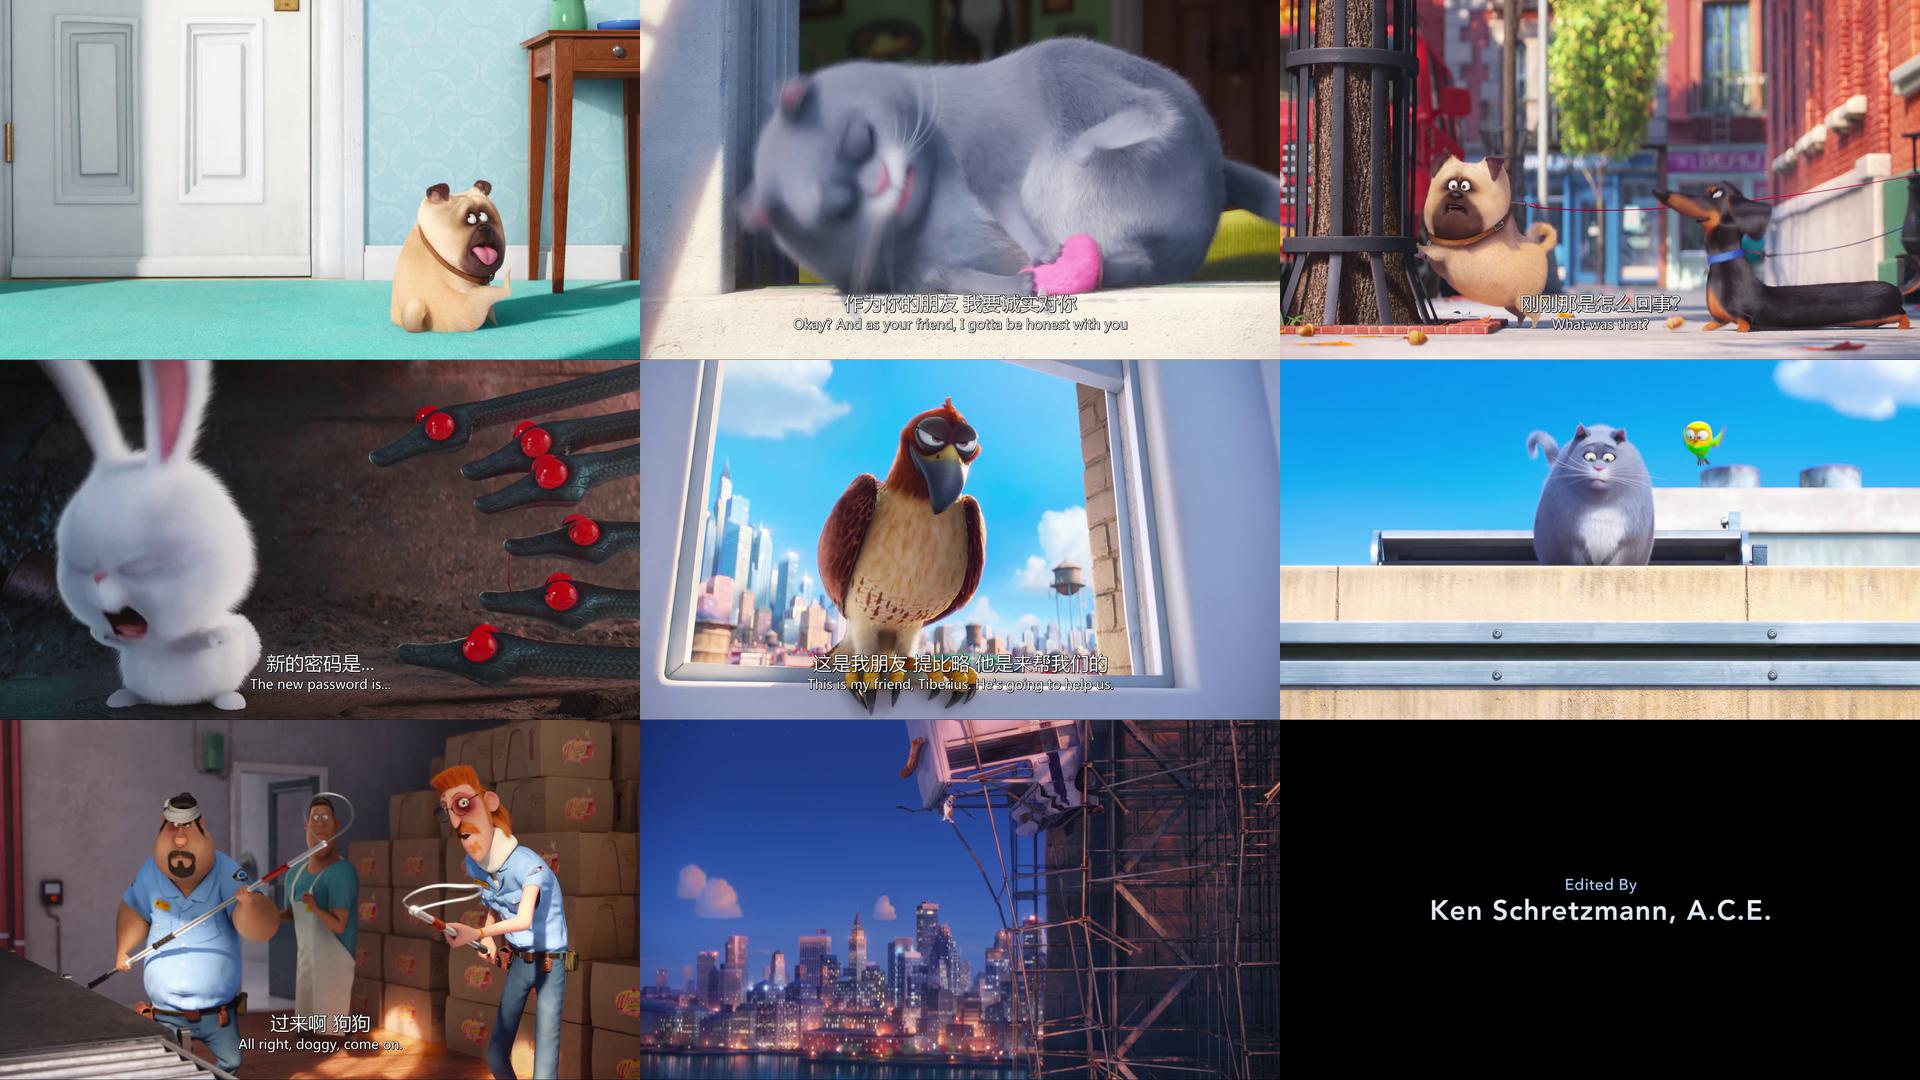 作为你的朋友 我要诚实对你
Okay? And as your friend, I gotta be honest with you
刚刚那是怎么回事?
What was that?
新的密码是...
The new password is...
这是我朋友 提比略 他是来帮我们的
This is my friend, Tiberius. He's going to help us.
过来啊 狗狗
All right, doggy, come on.
Edited By
Ken Schretzmann, A.C.E.